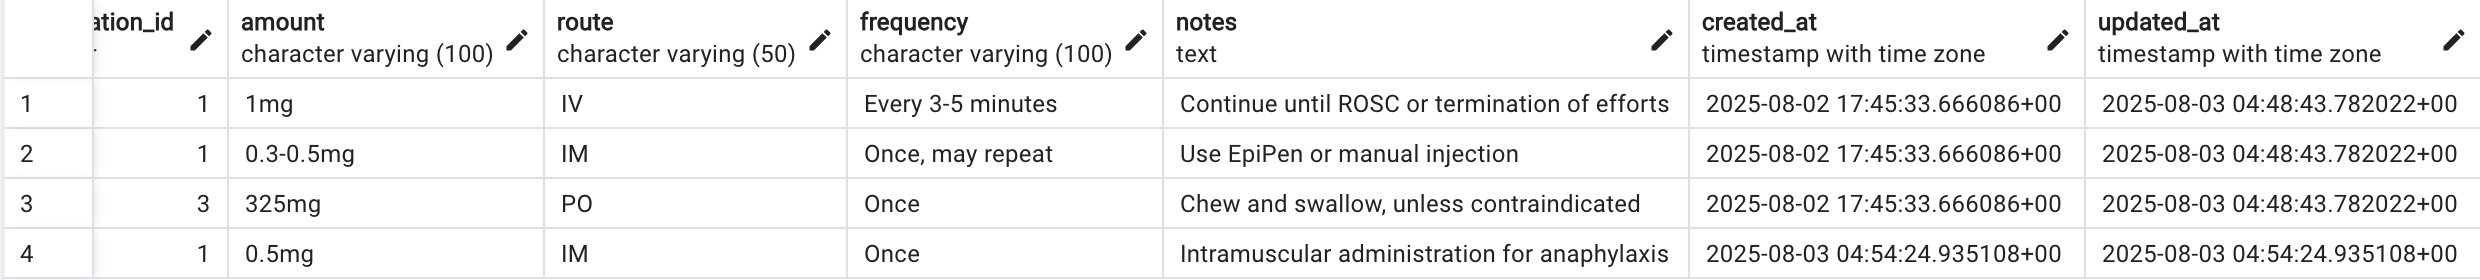 ation_id amount route frequency notes created_at updated_at
character varying (100) character varying (50) character varying (100) text timestamp with time zone timestamp with time zone
1 1 1mg IV Every 3-5 minutes Continue until ROSC or termination of efforts 2025-08-02 17:45:33.666086+00 2025-08-03 04:48:43.782022+00
2 1 0.3-0.5mg IM Once, may repeat Use EpiPen or manual injection 2025-08-02 17:45:33.666086+00 2025-08-03 04:48:43.782022+00
3 3 325mg PO Once Chew and swallow, unless contraindicated 2025-08-02 17:45:33.666086+00 2025-08-03 04:48:43.782022+00
4 1 0.5mg IM Once Intramuscular administration for anaphylaxis 2025-08-03 04:54:24.935108+00 2025-08-03 04:54:24.935108+00